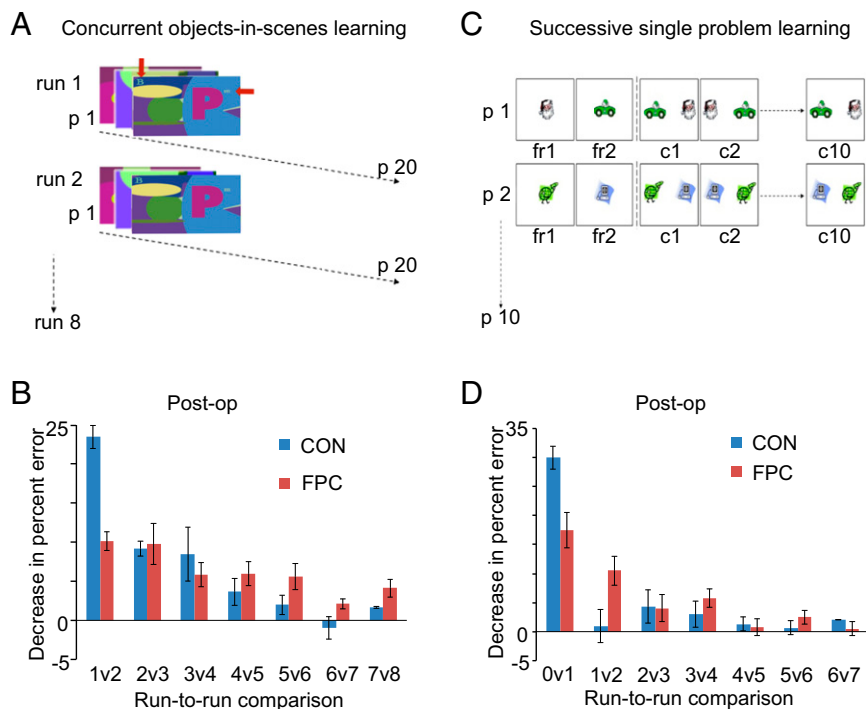 A Concurrent objects-in-scenes learning
run 1
p 1
P
p 20
run 2
p 1
P
p 20
run 8
C Successive single problem learning
p 1
fr1 fr2 c1 c2 c10
p 2
fr1 fr2 c1 c2 c10
p 10
B Post-op
25
CON
FPC
Decrease in percent error
0
-5
1v2 2v3 3v4 4v5 5v6 6v7 7v8
Run-to-run comparison
D Post-op
35
CON
FPC
Decrease in percent error
0
-5
0v1 1v2 2v3 3v4 4v5 5v6 6v7
Run-to-run comparison